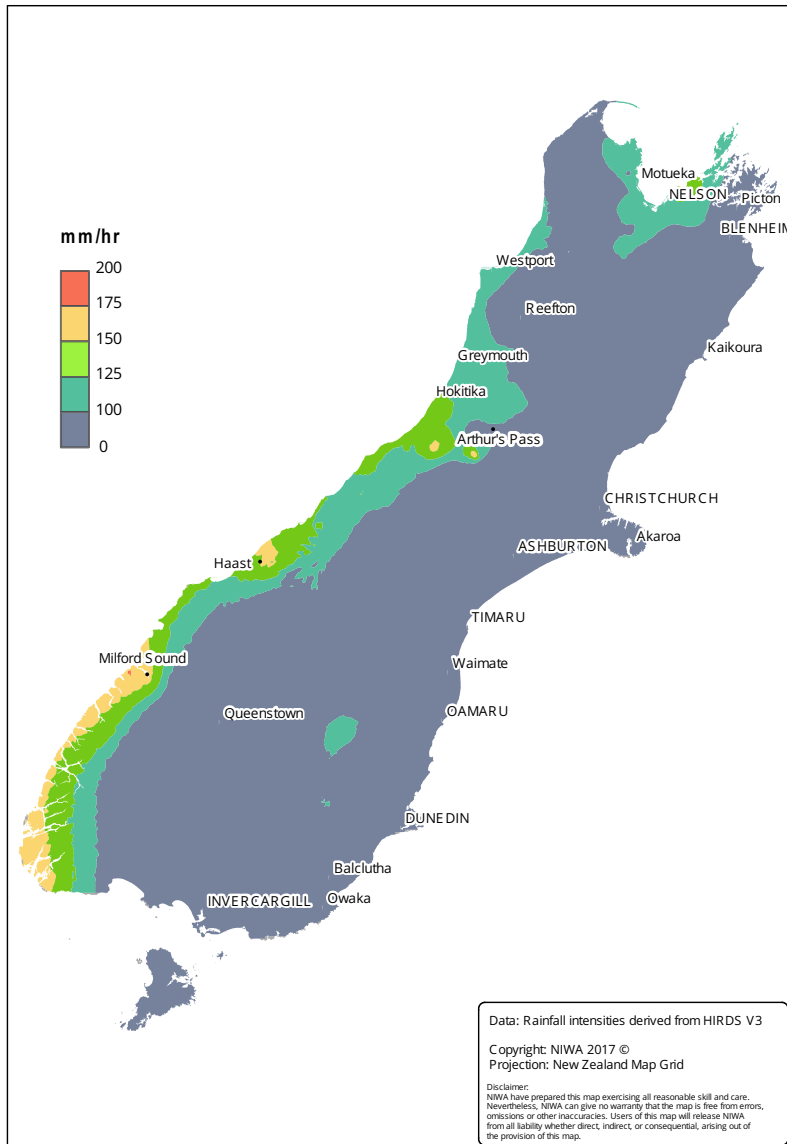 Motueka
NELSON
Picton
BLENHEIM
mm/hr
200
175
150
125
100
0
Westport
Reefton
Kaikoura
Greymouth
Hokitika
Arthur's Pass
CHRISTCHURCH
Akaroa
ASHBURTON
Haast
TIMARU
Milford Sound
Waimate
Queenstown
OAMARU
DUNEDIN
Balclutha
INVERCARGILL
Owaka
Data: Rainfall intensities derived from HIRDS V3
Copyright: NIWA 2017 ©
Projection: New Zealand Map Grid
Disclaimer:
NIWA have prepared this map exercising all reasonable skill and care.
Nevertheless, NIWA can give no warranty that the map is free from errors,
omissions or other inaccuracies. Users of this map will release NIWA
from all liability whether direct, indirect, or consequential, arising out of
the provision of this map.